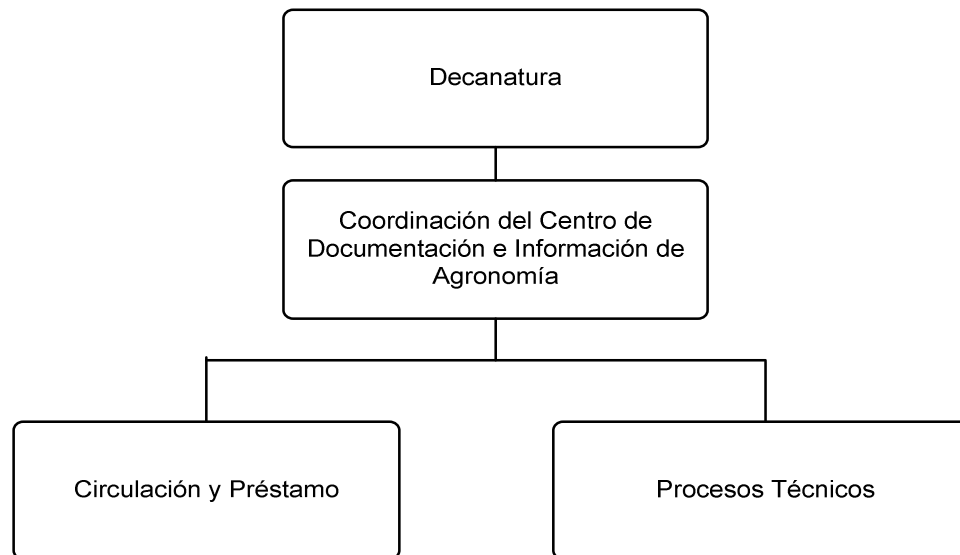 Decanatura
Coordinación del Centro de
Documentación e Información de
Agronomía
Circulación y Préstamo
Procesos Técnicos